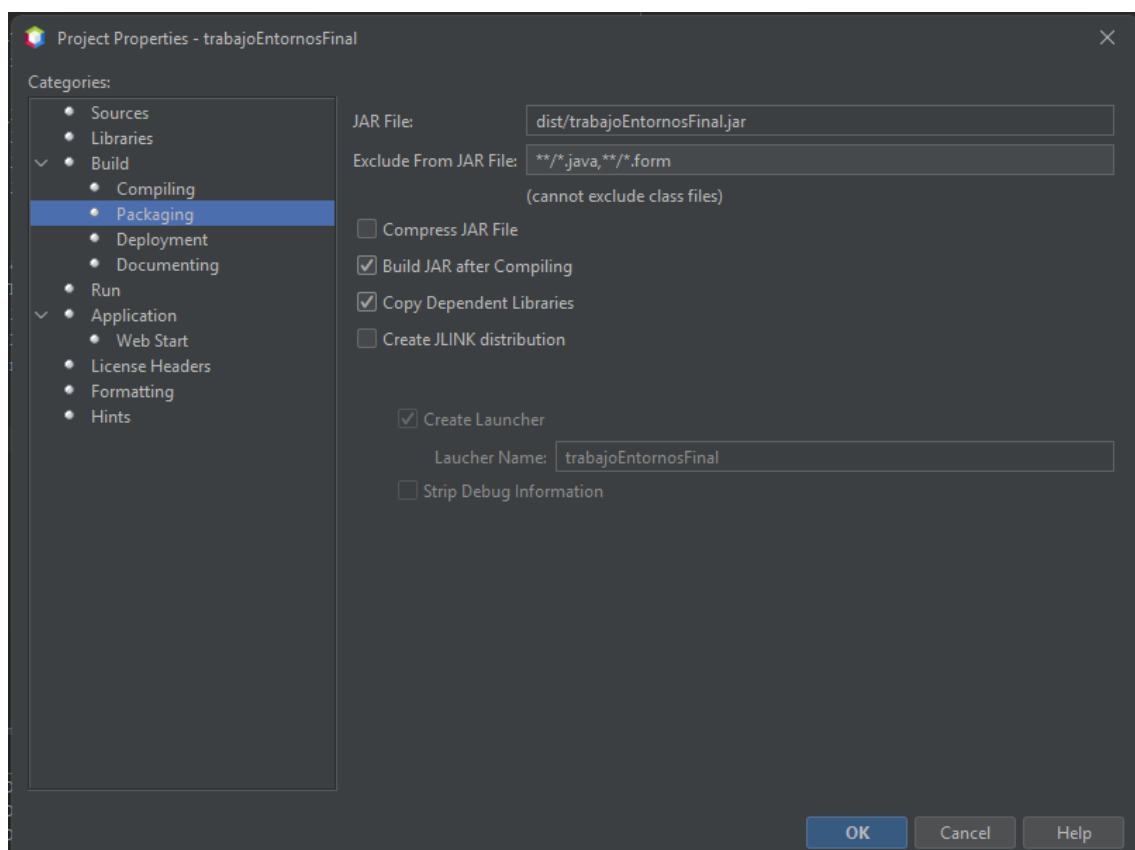 Project Properties - trabajoEntornosFinal
Categories:
Sources
Libraries
Build
Compiling
Packaging
Deployment
Documenting
Run
Application
Web Start
License Headers
Formatting
Hints
JAR File: dist/trabajoEntornosFinal.jar
Exclude From JAR File: **/*.java,**/*.form
(cannot exclude class files)
Compress JAR File
Build JAR after Compiling
Copy Dependent Libraries
Create JLINK distribution
Create Launcher
Laucher Name: trabajoEntornosFinal
Strip Debug Information
OK Cancel Help